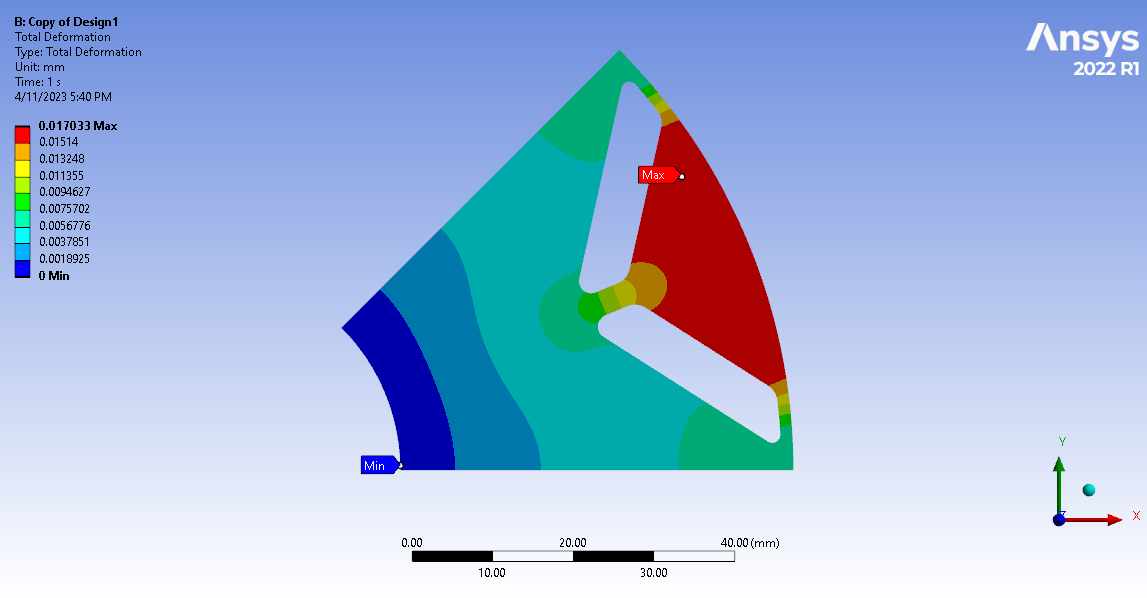 B: Copy of Design1
Total Deformation
Type: Total Deformation
Unit: mm
Time: 1 s
4/11/2023 5:40 PM
0.017033 Max
0.01514
0.013248
0.011355
0.0094627
0.0075702
0.0056776
0.0037851
0.0018925
0 Min
Ansys
2022 R1
Max
Min
Y
Z
X
0.00
20.00
40.00 (mm)
10.00
30.00